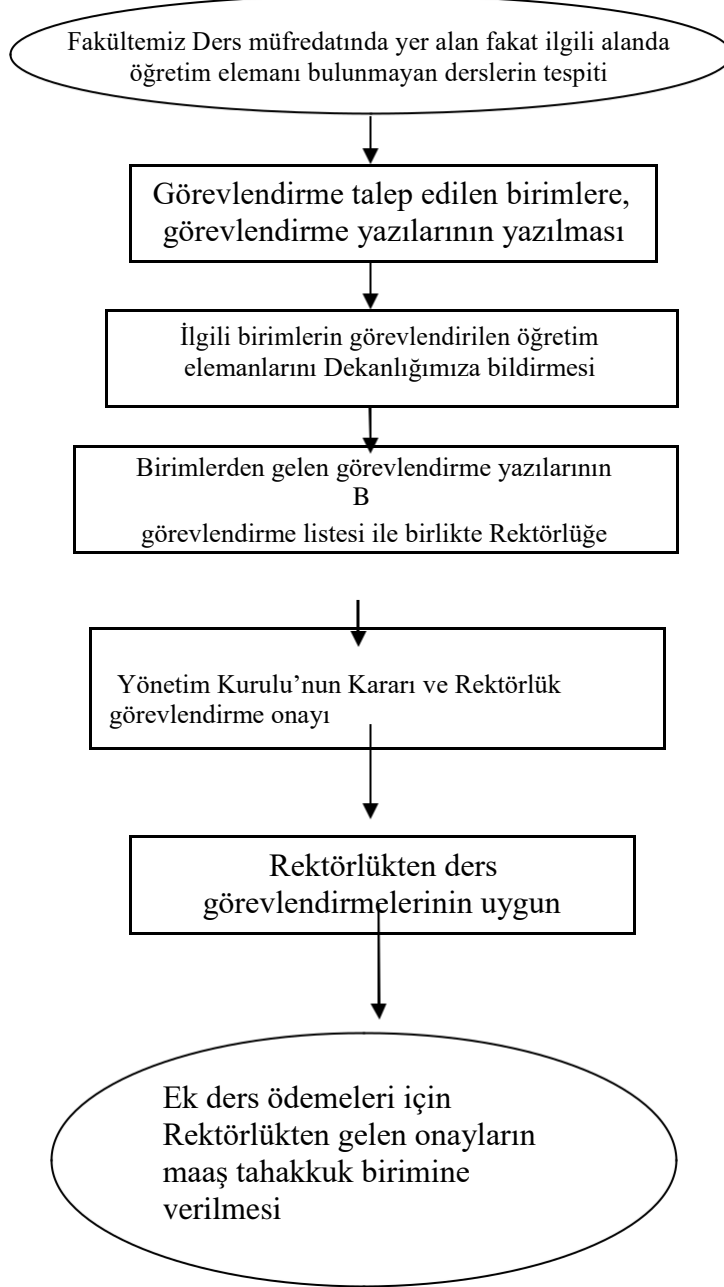 Fakültemiz Ders müfredatında yer alan fakat ilgili alanda
öğretim elemanı bulunmayan derslerin tespiti
Görevlendirme talep edilen birimlere,
görevlendirme yazılarının yazılması
İlgili birimlerin görevlendirilen öğretim
elemanlarını Dekanlığımıza bildirmesi
Birimlerden gelen görevlendirme yazılarının
B
görevlendirme listesi ile birlikte Rektörlüğe
Yönetim Kurulu’nun Kararı ve Rektörlük
görevlendirme onayı
Rektörlükten ders
görevlendirmelerinin uygun
Ek ders ödemeleri için
Rektörlükten gelen onayların
maaş tahakkuk birimine
verilmesi